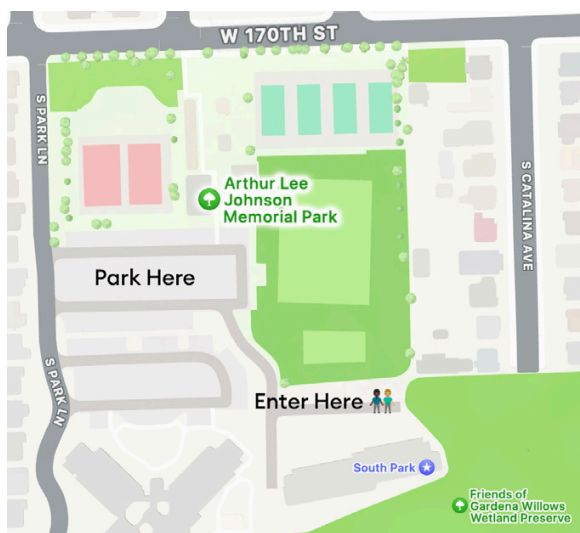 W 170TH ST
S PARK LN
S CATALINA AVE
Arthur Lee
Johnson
Memorial Park
Park Here
S PARK LN
Enter Here
South Park
Friends of
Gardena Willows
Wetland Preserve